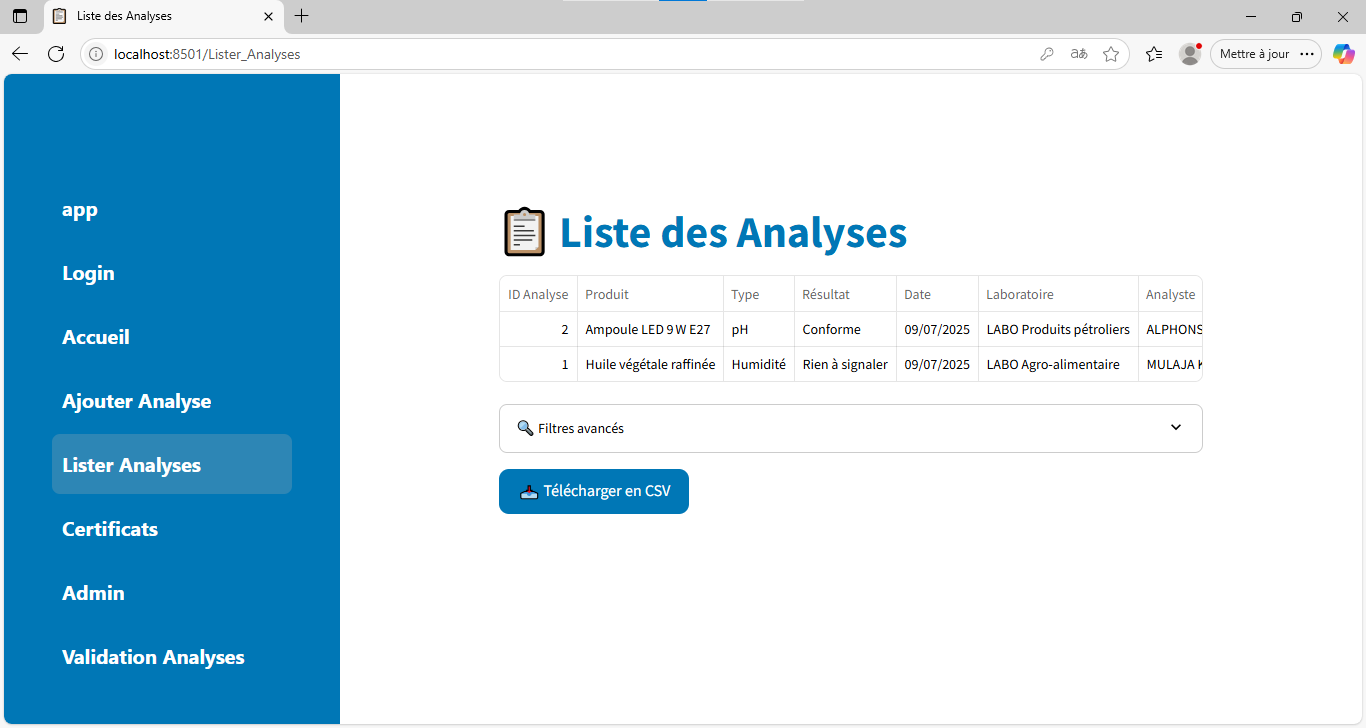 Liste des Analyses
localhost:8501/Lister_Analyses
aあ
Mettre à jour
app
Login
Accueil
Ajouter Analyse
Lister Analyses
Certificats
Admin
Validation Analyses
Liste des Analyses
ID Analyse Produit Type Résultat Date Laboratoire Analyste
2 Ampoule LED 9 W E27 pH Conforme 09/07/2025 LABO Produits pétroliers ALPHONS
1 Huile végétale raffinée Humidité Rien à signaler 09/07/2025 LABO Agro-alimentaire MULAJA K
Filtres avancés
Télécharger en CSV